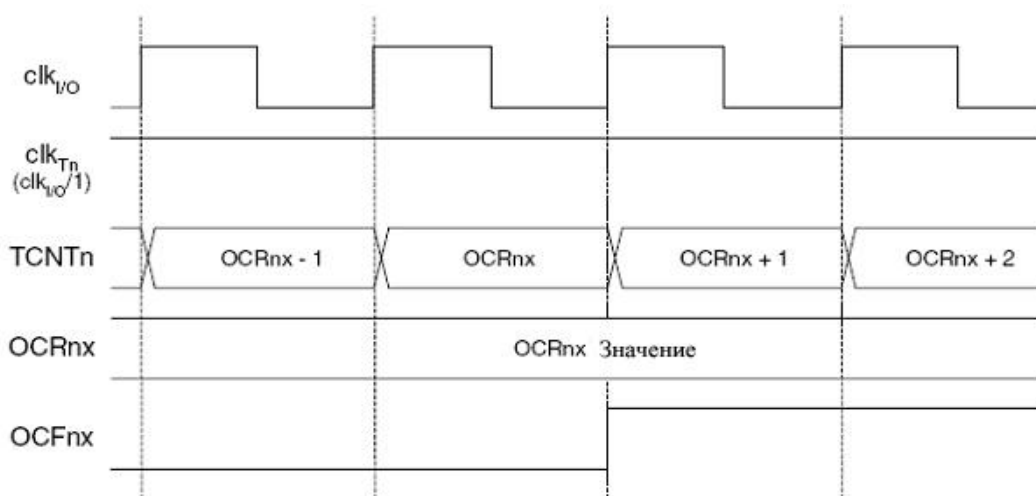 clkI/O
clkTn
(clkI/O/1)
TCNTn
OCRnx - 1
OCRnx
OCRnx + 1
OCRnx + 2
OCRnx
OCRnx Значение
OCFnx